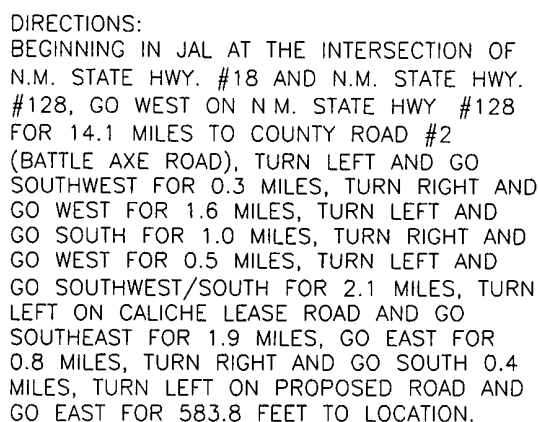 DIRECTIONS:
BEGINNING IN JAL AT THE INTERSECTION OF
N.M. STATE HWY. #18 AND N.M. STATE HWY.
#128, GO WEST ON N M. STATE HWY #128
FOR 14.1 MILES TO COUNTY ROAD #2
(BATTLE AXE ROAD), TURN LEFT AND GO
SOUTHWEST FOR 0.3 MILES, TURN RIGHT AND
GO WEST FOR 1.6 MILES, TURN LEFT AND
GO SOUTH FOR 1.0 MILES, TURN RIGHT AND
GO WEST FOR 0.5 MILES, TURN LEFT AND
GO SOUTHWEST/SOUTH FOR 2.1 MILES, TURN
LEFT ON CALICHE LEASE ROAD AND GO
SOUTHEAST FOR 1.9 MILES, GO EAST FOR
0.8 MILES, TURN RIGHT AND GO SOUTH 0.4
MILES, TURN LEFT ON PROPOSED ROAD AND
GO EAST FOR 583.8 FEET TO LOCATION.